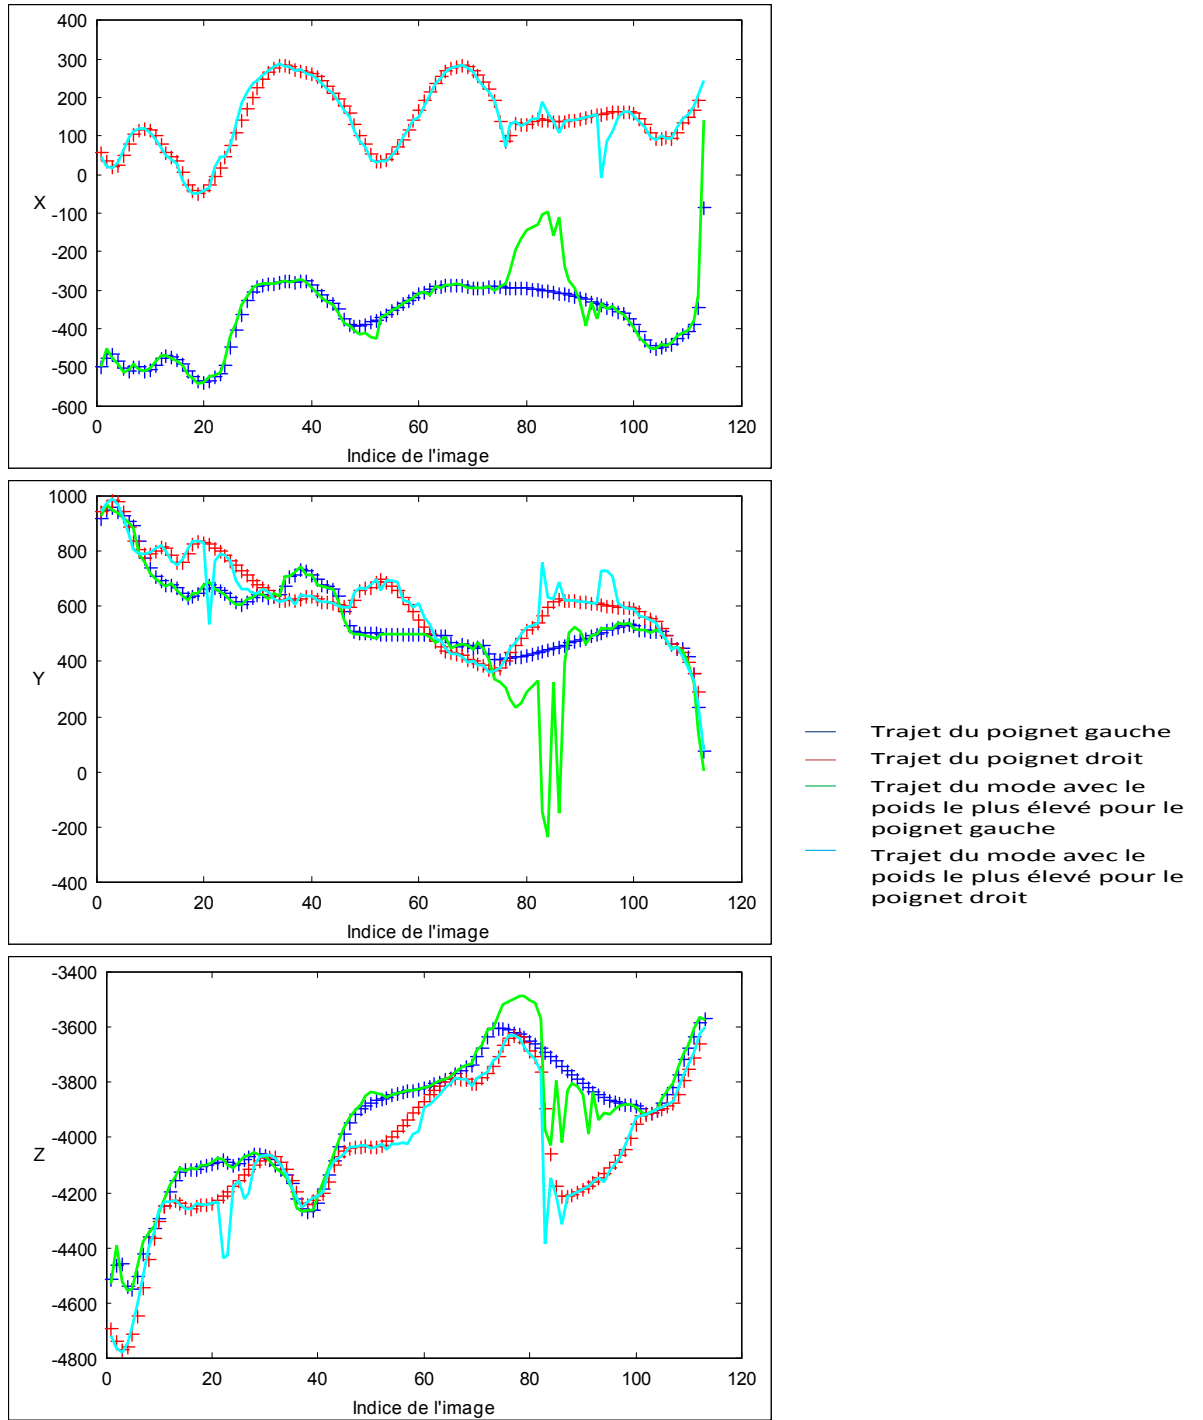 400
300
200
100
0
X
-100
-200
-300
-400
-500
-600
0 20 40 60 80 100 120
Indice de l'image
1000
800
600
400
Y
200
0
-200
-400
0 20 40 60 80 100 120
Indice de l'image
Trajet du poignet gauche
Trajet du poignet droit
Trajet du mode avec le
poids le plus élevé pour le
poignet gauche
Trajet du mode avec le
poids le plus élevé pour le
poignet droit
-3400
-3600
-3800
-4000
Z
-4200
-4400
-4600
-4800
0 20 40 60 80 100 120
Indice de l'image